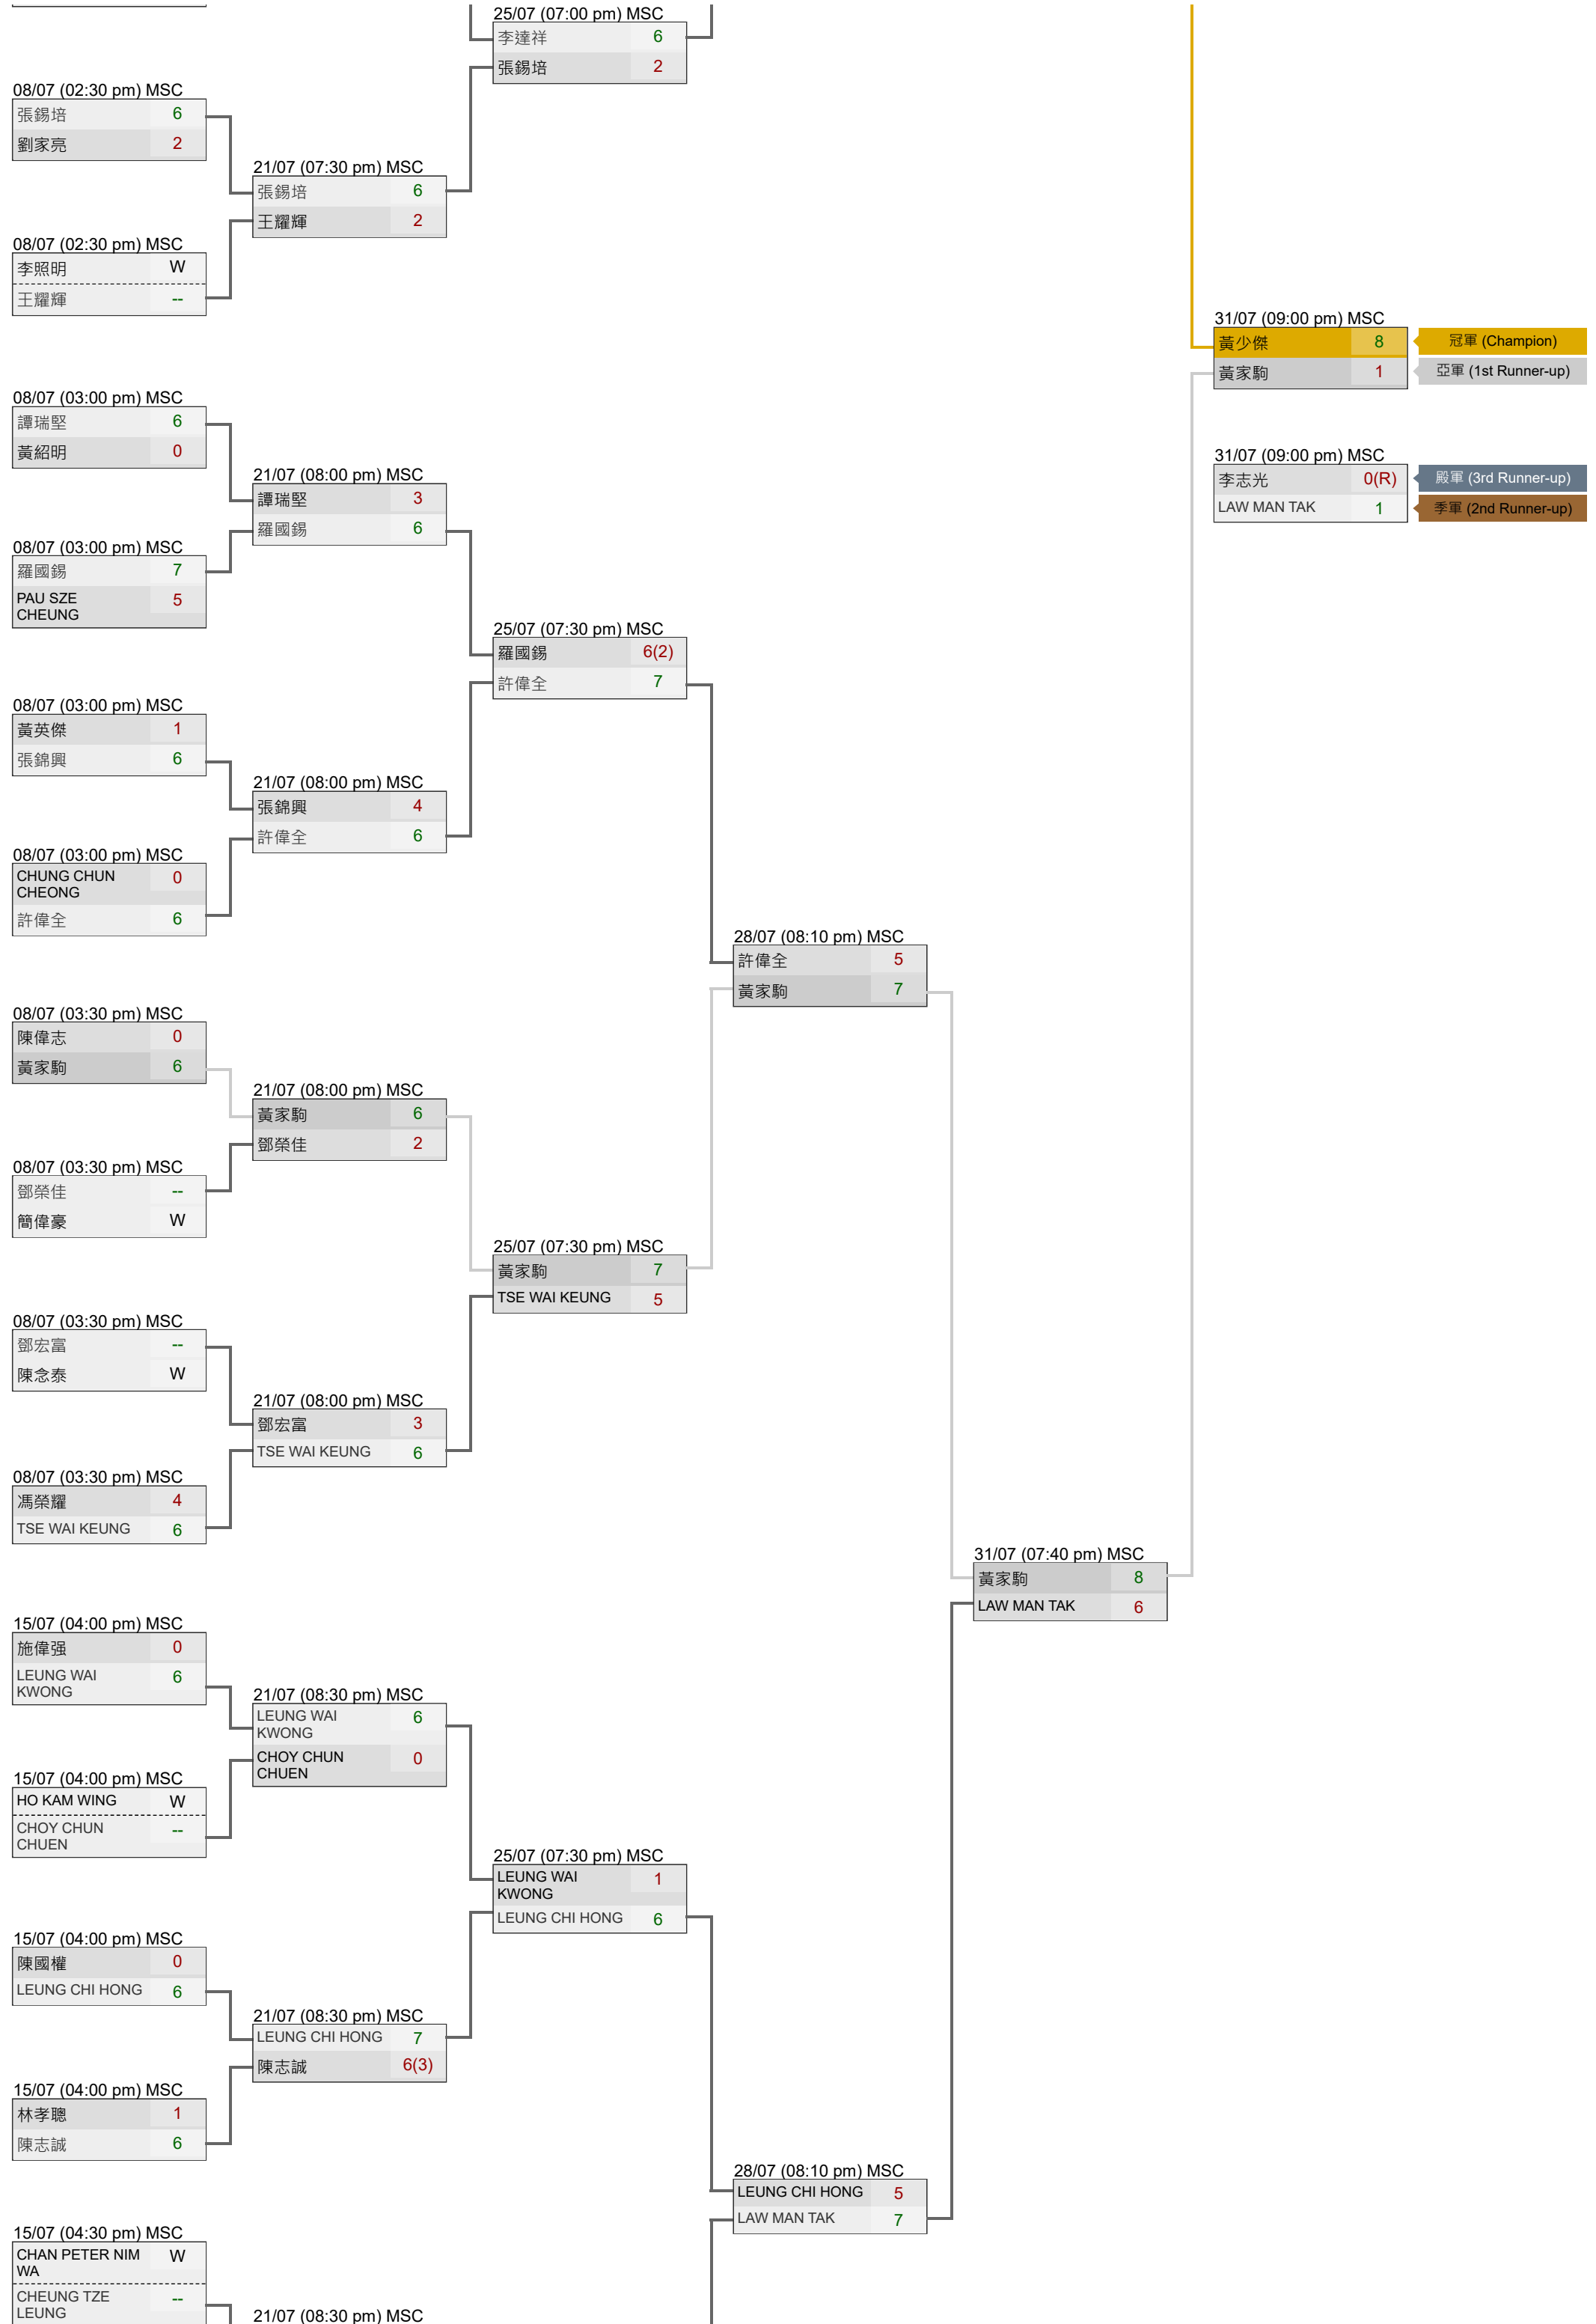 25/07 (07:00 pm) MSC
李達祥 6
張錫培 2
08/07 (02:30 pm) MSC
張錫培 6
劉家亮 2
21/07 (07:30 pm) MSC
張錫培 6
王耀輝 2
08/07 (02:30 pm) MSC
李照明 W
王耀輝 --
31/07 (09:00 pm) MSC
黃少傑 8 冠軍 (Champion)
黃家駒 1 亞軍 (1st Runner-up)
08/07 (03:00 pm) MSC
譚瑞堅 6
黃紹明 0
31/07 (09:00 pm) MSC
李志光 0(R) 殿軍 (3rd Runner-up)
LAW MAN TAK 1 季軍 (2nd Runner-up)
21/07 (08:00 pm) MSC
譚瑞堅 3
羅國錫 6
08/07 (03:00 pm) MSC
羅國錫 7
PAU SZE 5
CHEUNG
25/07 (07:30 pm) MSC
羅國錫 6(2)
許偉全 7
08/07 (03:00 pm) MSC
黃英傑 1
張錦興 6
21/07 (08:00 pm) MSC
張錦興 4
許偉全 6
08/07 (03:00 pm) MSC
CHUNG CHUN 0
CHEONG
許偉全 6
28/07 (08:10 pm) MSC
許偉全 5
黃家駒 7
08/07 (03:30 pm) MSC
陳偉志 0
黃家駒 6
21/07 (08:00 pm) MSC
黃家駒 6
鄧榮佳 2
08/07 (03:30 pm) MSC
鄧榮佳 --
簡偉豪 W
25/07 (07:30 pm) MSC
黃家駒 7
TSE WAI KEUNG 5
08/07 (03:30 pm) MSC
鄧宏富 --
陳念泰 W
21/07 (08:00 pm) MSC
鄧宏富 3
TSE WAI KEUNG 6
08/07 (03:30 pm) MSC
馮榮耀 4
TSE WAI KEUNG 6
31/07 (07:40 pm) MSC
黃家駒 8
LAW MAN TAK 6
15/07 (04:00 pm) MSC
施偉强 0
LEUNG WAI 6
KWONG
21/07 (08:30 pm) MSC
LEUNG WAI 6
KWONG
CHOY CHUN 0
CHUEN
15/07 (04:00 pm) MSC
HO KAM WING W
CHOY CHUN --
CHUEN
25/07 (07:30 pm) MSC
LEUNG WAI 1
KWONG
LEUNG CHI HONG 6
15/07 (04:00 pm) MSC
陳國權 0
LEUNG CHI HONG 6
21/07 (08:30 pm) MSC
LEUNG CHI HONG 7
陳志誠 6(3)
15/07 (04:00 pm) MSC
林孝聰 1
陳志誠 6
28/07 (08:10 pm) MSC
LEUNG CHI HONG 5
LAW MAN TAK 7
15/07 (04:30 pm) MSC
CHAN PETER NIM W
WA
CHEUNG TZE --
LEUNG
21/07 (08:30 pm) MSC